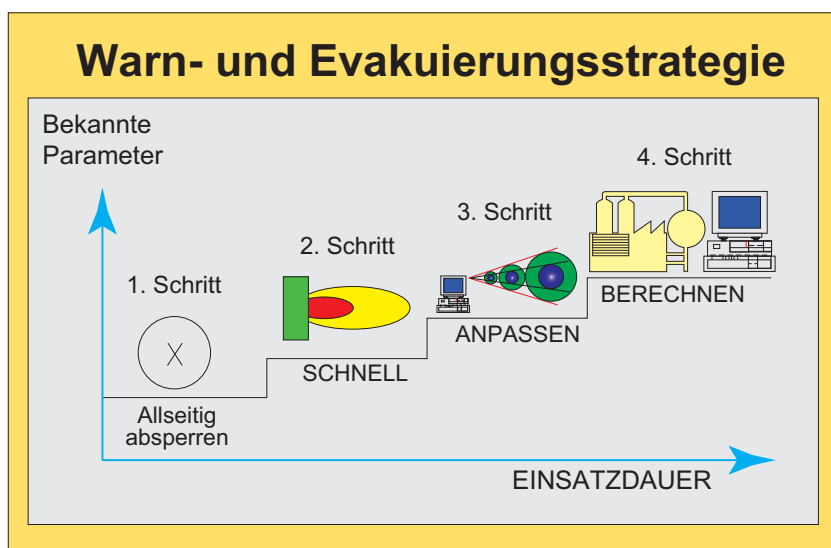 Warn- und Evakuierungsstrategie
Bekannte
Parameter
4. Schritt
3. Schritt
2. Schritt
1. Schritt
BERECHNEN
ANPASSEN
SCHNELL
X
Allseitig
absperren
EINSATZDAUER